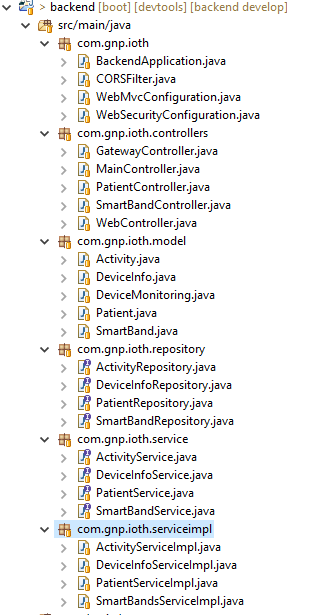 > backend [boot] [devtools] [backend develop]
src/main/java
com.gnp.ioth
BackendApplication.java
CORSFilter.java
WebMvcConfiguration.java
WebSecurityConfiguration.java
com.gnp.ioth.controllers
GatewayController.java
MainController.java
PatientController.java
SmartBandController.java
WebController.java
com.gnp.ioth.model
Activity.java
DeviceInfo.java
DeviceMonitoring.java
Patient.java
SmartBand.java
com.gnp.ioth.repository
ActivityRepository.java
DeviceInfoRepository.java
PatientRepository.java
SmartBandRepository.java
com.gnp.ioth.service
ActivityService.java
DeviceInfoService.java
PatientService.java
SmartBandService.java
com.gnp.ioth.serviceimpl
ActivityServiceImpl.java
DeviceInfoServiceImpl.java
PatientServiceImpl.java
SmartBandsServiceImpl.java